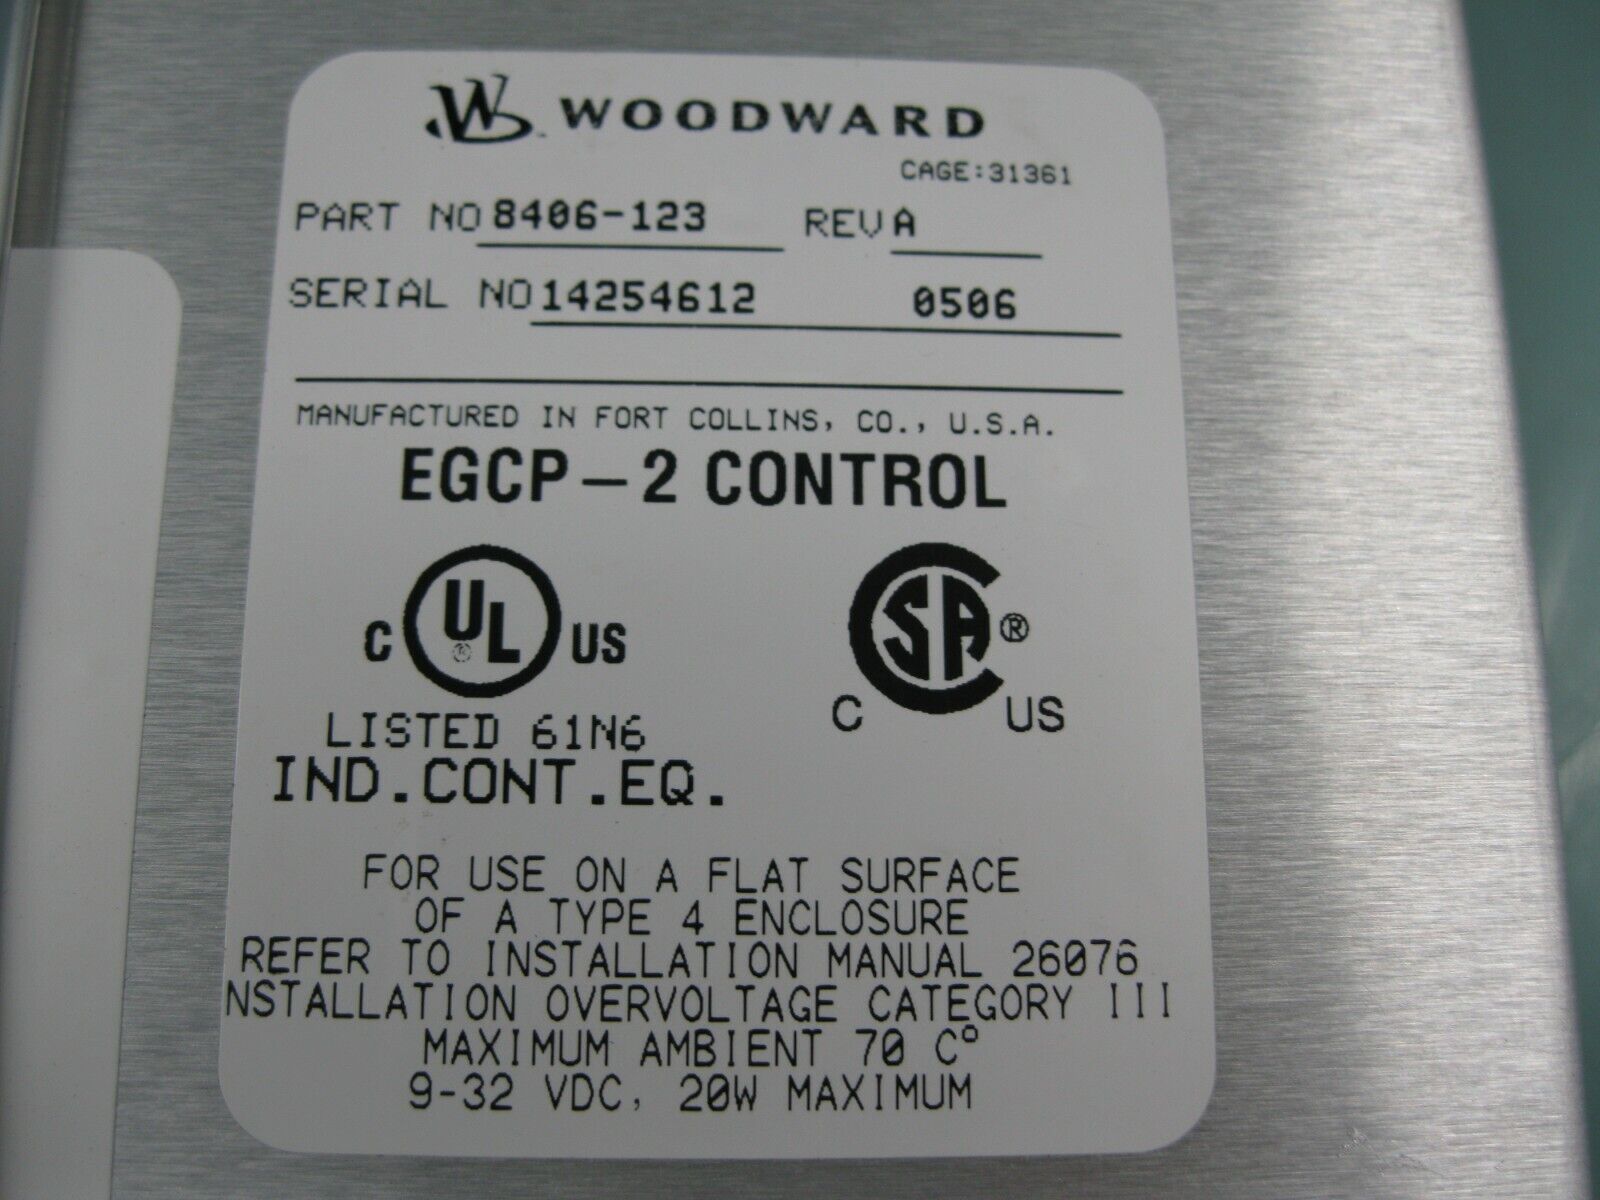 WOODWARD
CAGE:31361
PART NO 8406-123 REV A
SERIAL NO 14254612 0506
MANUFACTURED IN FORT COLLINS, CO., U.S.A.
EGCP-2 CONTROL
C UL US
SA ®
C US
LISTED 61N6
IND.CONT.EQ.
FOR USE ON A FLAT SURFACE
OF A TYPE 4 ENCLOSURE
REFER TO INSTALLATION MANUAL 26076
NSTALLATION OVERVOLTAGE CATEGORY III
MAXIMUM AMBIENT 70 C°
9-32 VDC, 20W MAXIMUM